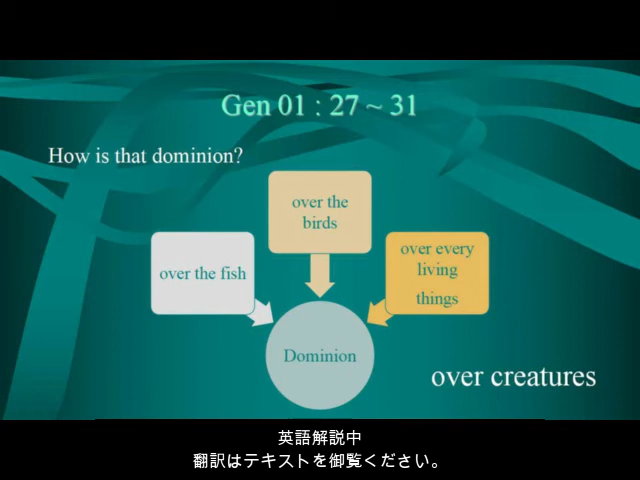 Gen 01 : 27 ~ 31
How is that dominion?
over the
birds
over the fish
over every
living
things
Dominion
over creatures
英語解説中
翻訳はテキストを御覧ください。